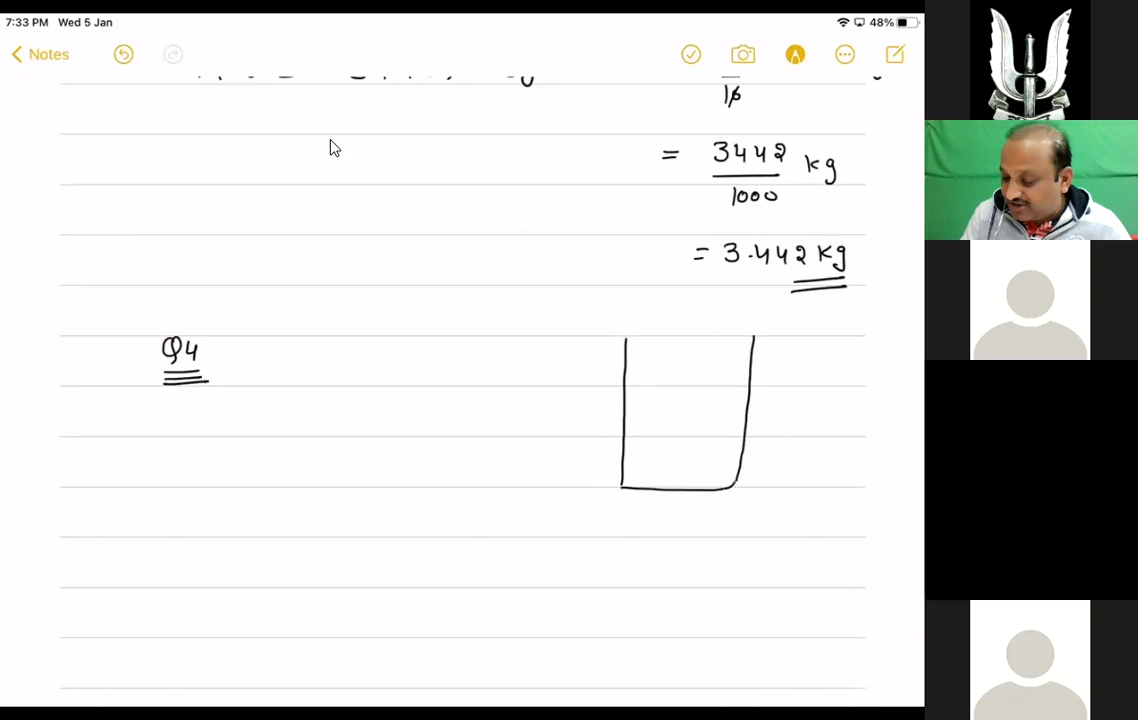 7:33 PM Wed 5 Jan
48%
Notes
16
= 3442 kg
1000
= 3.442 kg
Q4